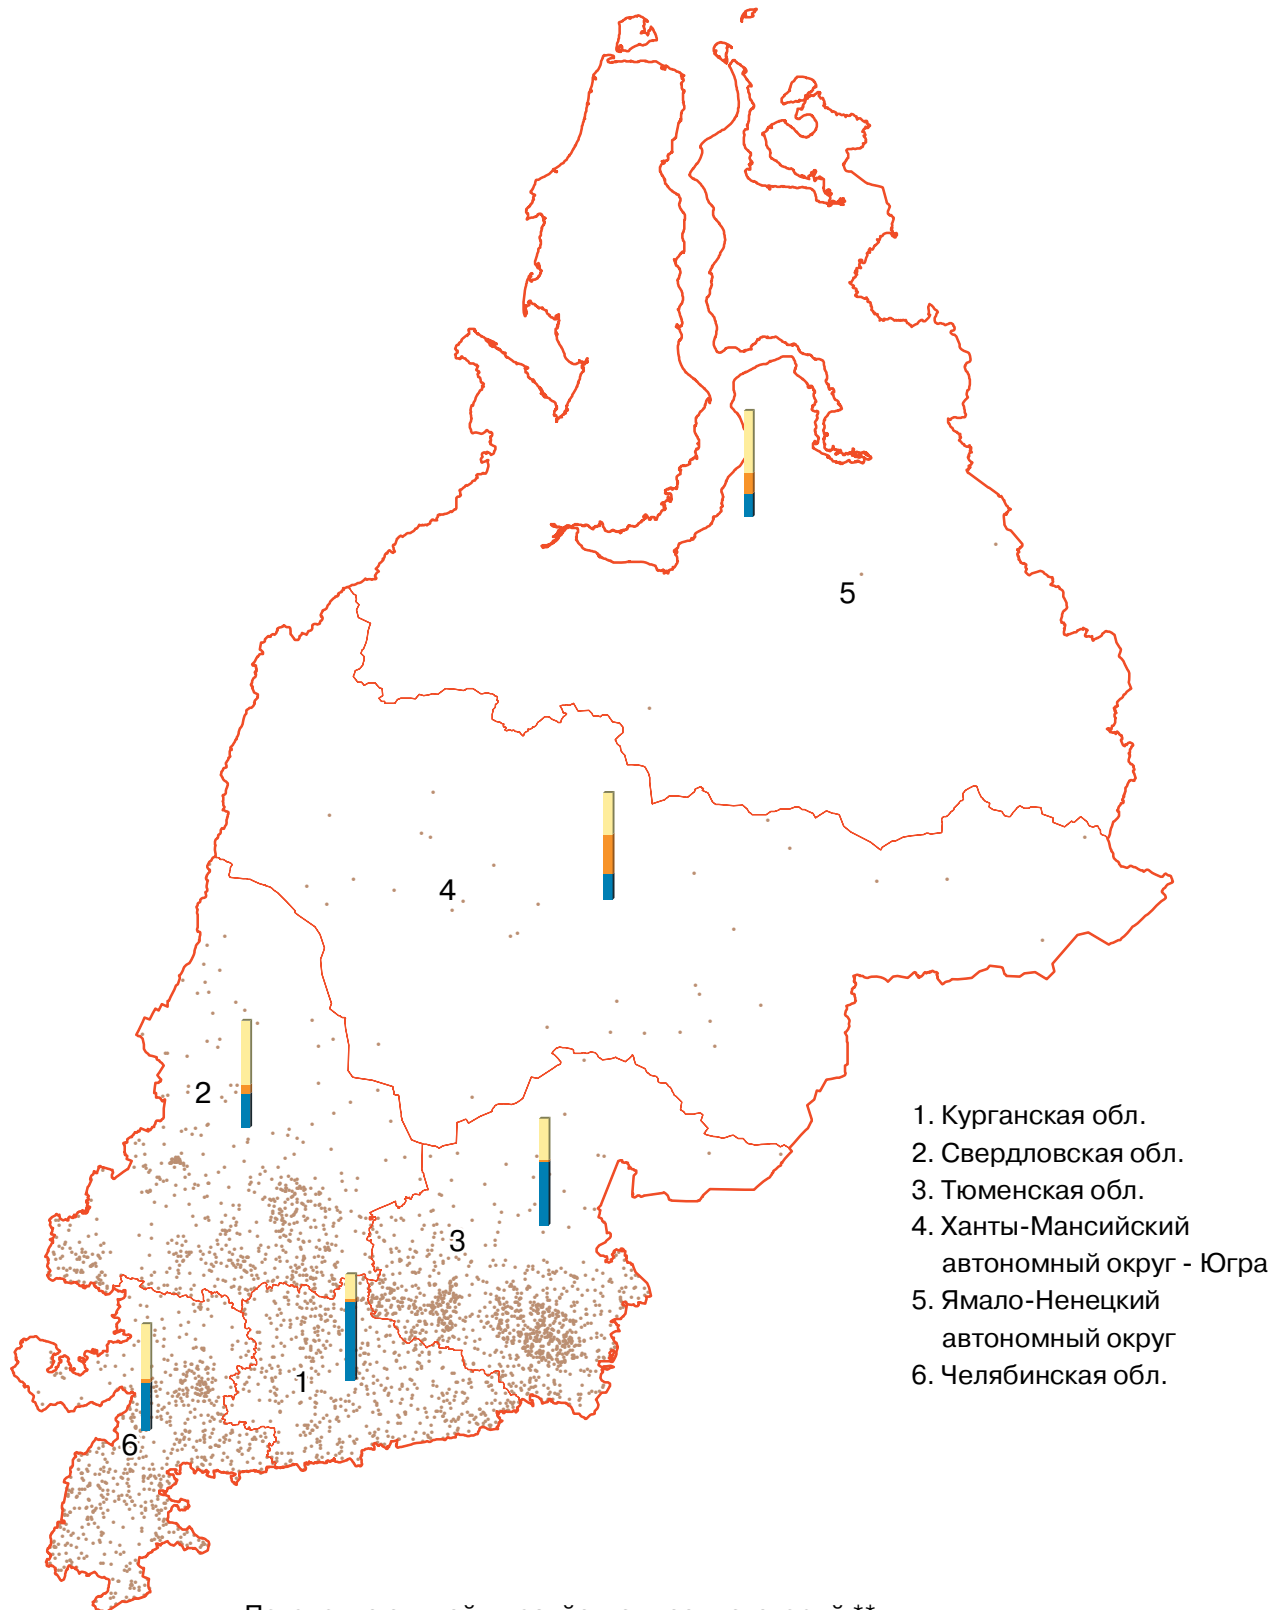 5
4
2
3
1
6
1. Курганская обл.
2. Свердловская обл.
3. Тюменская обл.
4. Ханты-Мансийский
автономный округ - Югра
5. Ямало-Ненецкий
автономный округ
6. Челябинская обл.